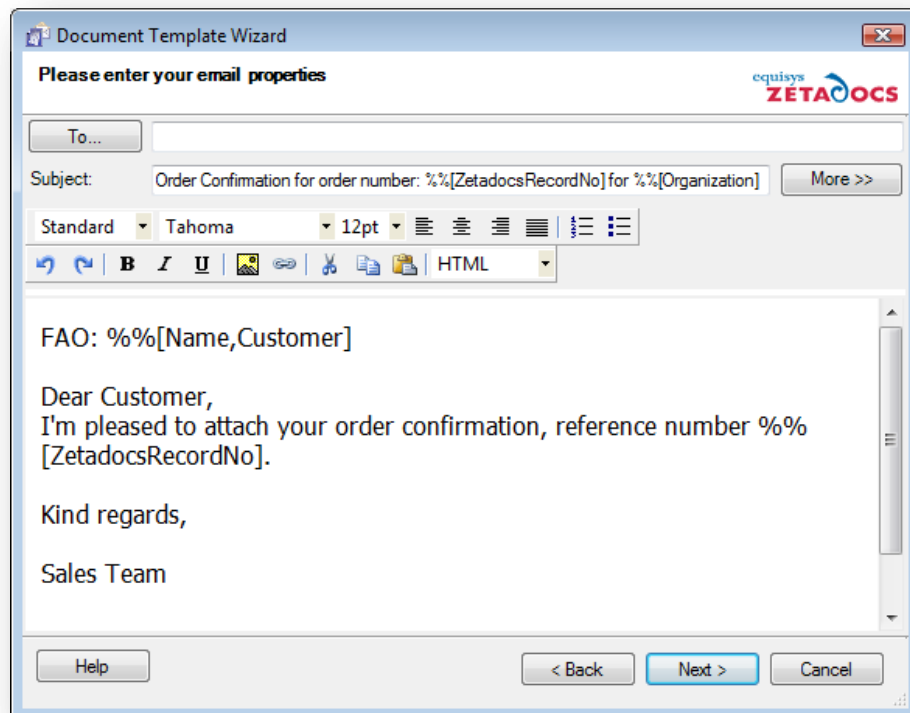 Document Template Wizard
Please enter your email properties
equisys
ZETADOCS
To...
Subject: Order Confirmation for order number: %%[ZetadocsRecordNo] for %%[Organization] More >>
Standard Tahoma 12pt
B I U HTML
FAO: %%[Name,Customer]
Dear Customer,
I'm pleased to attach your order confirmation, reference number %%
[ZetadocsRecordNo].
Kind regards,
Sales Team
Help < Back Next > Cancel